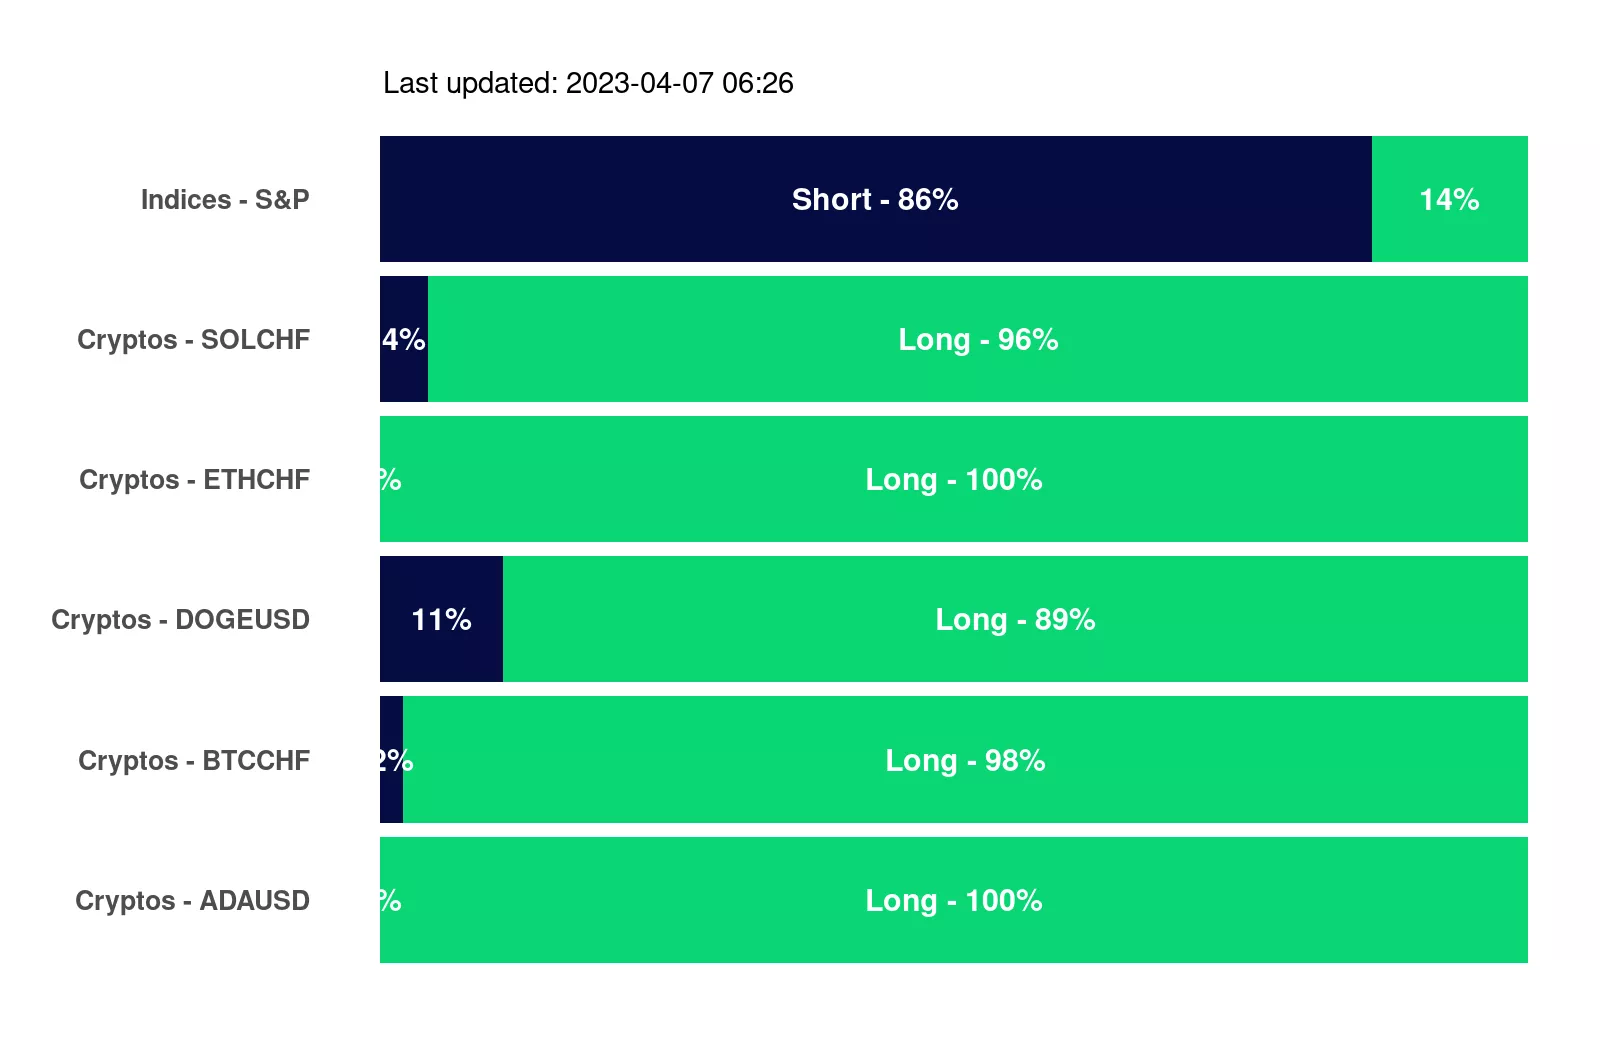 Last updated: 2023-04-07 06:26
Indices - S&P
Short - 86%
14%
Cryptos - SOLCHF
4%
Long - 96%
Cryptos - ETHCHF
%
Long - 100%
Cryptos - DOGEUSD
11%
Long - 89%
Cryptos - BTCCHF
2%
Long - 98%
Cryptos - ADAUSD
%
Long - 100%